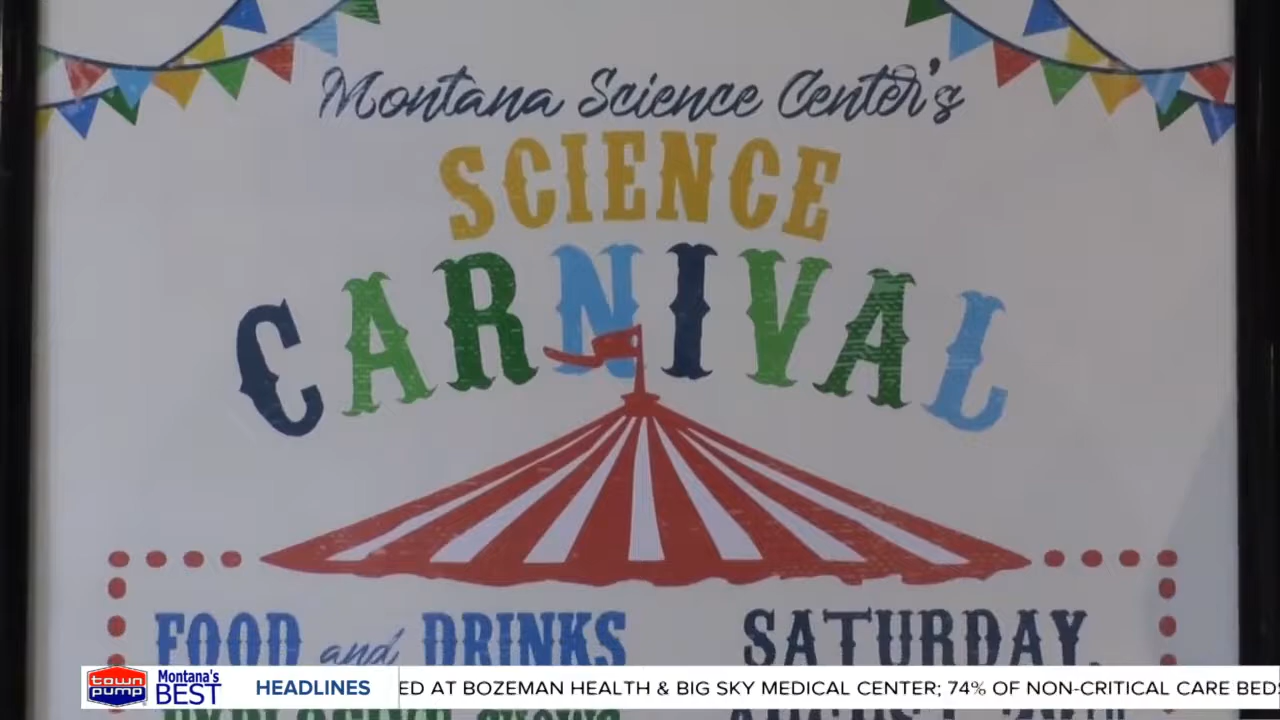 Montana Science Center's
SCIENCE
CARNIVAL
FOOD and DRINKS
SATURDAY,
town pump
Montana's BEST
HEADLINES
ED AT BOZEMAN HEALTH & BIG SKY MEDICAL CENTER; 74% OF NON-CRITICAL CARE BED